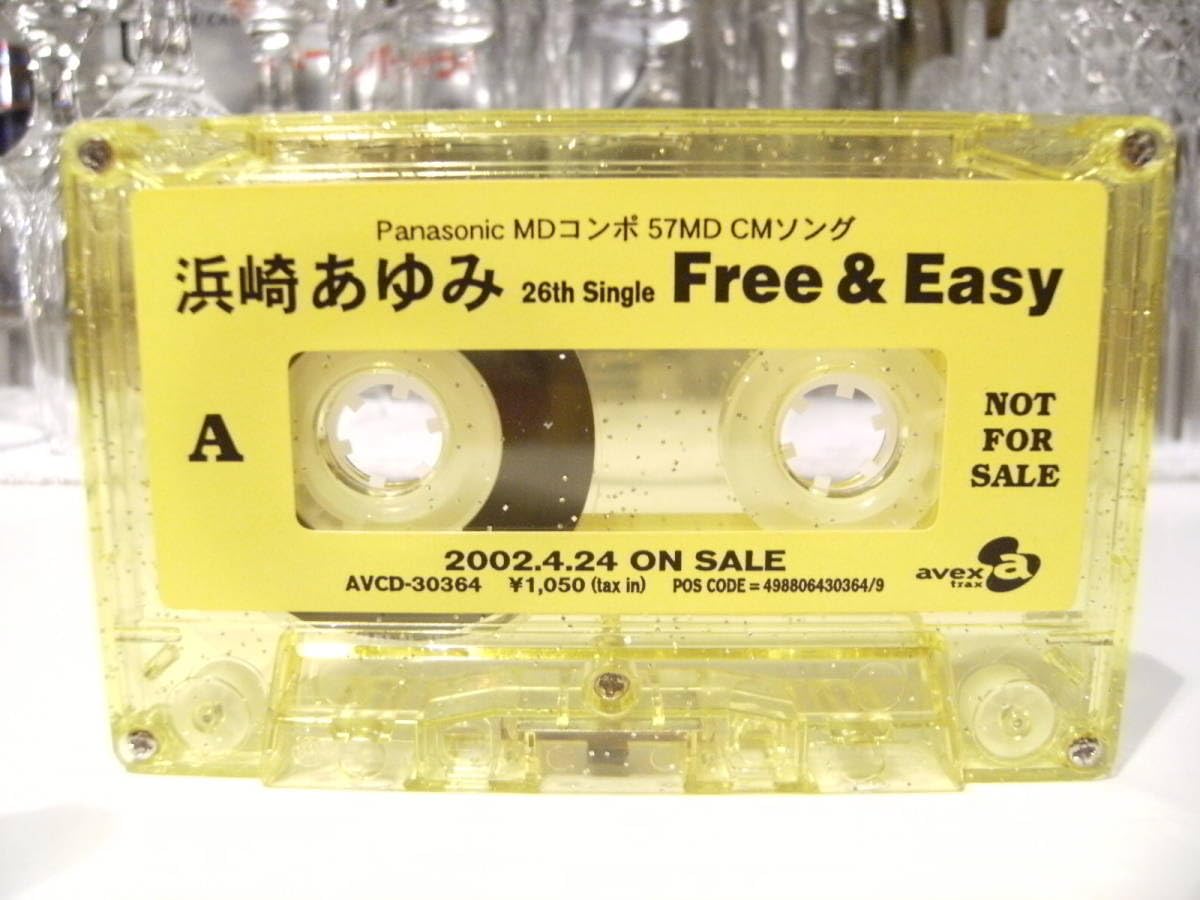 Panasonic MDコンポ 57MD CMソング
浜崎あゆみ 26th Single Free & Easy
A
NOT
FOR
SALE
2002.4.24 ON SALE
AVCD-30364 ¥1,050 (tax in) POS CODE = 498806430364/9
avex
trax